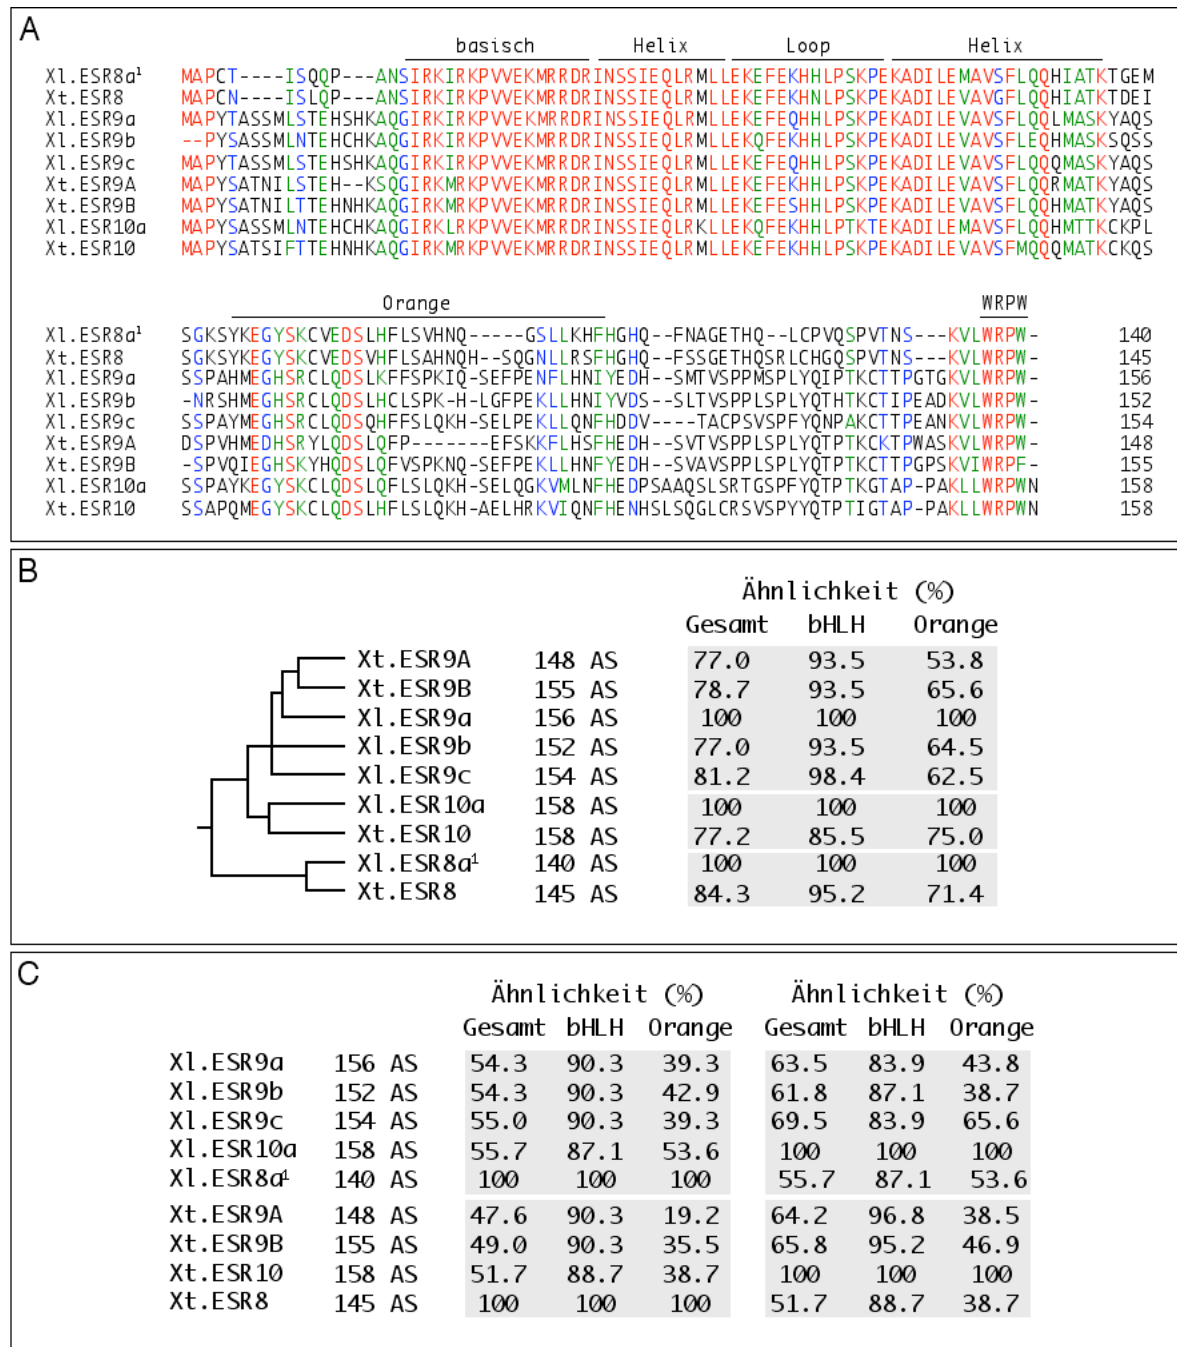 A
basisch Helix Loop Helix
Xl.ESR8a¹ MAPCT----ISQQP---ANSIRKIRKPVVEKMRRDRINSSIEQLRMLLEKEFEKHHLPSKPEKADILEMAVSFLQQHIATKTGEM
Xt.ESR8 MAPCN----ISLQP---ANSIRKIRKPVVEKMRRDRINSSIEQLRMLLEKEFEKHNLPSKPEKADILEVAVGFLQQHIATKTDEI
Xl.ESR9a MAPYTASSMLSTEHSHKAQGIRKIRKPVVEKMRRDRINSSIEQLRMLLEKEFEQHHLPSKPEKADILEVAVSFLQQLMASKYAQS
Xl.ESR9b --PYSASSMLNTEHCHKAQGIRKIRKPVVEKMRRDRINSSIEQLRMLLEKQFEKHHLPSKPEKADILEVAVSFLEQHMASKSQSS
Xl.ESR9c MAPYTASSMLSTEHSHKAQGIRKIRKPVVEKMRRDRINSSIEQLRMLLEKEFEQHHLPSKPEKADILEVAVSFLQQQMASKYAQS
Xt.ESR9A MAPYSATNILSTEH--KSQGIRKMRKPVVEKMRRDRINSSIEQLRMLLEKEFEKHHLPSKPEKADILEVAVSFLQQRMATKYAQS
Xt.ESR9B MAPYSATNILTTEHNHKAQGIRKMRKPVVEKMRRDRINSSIEQLRMLLEKEFESHHLPSKPEKADILEVAVSFLQQHMATKYAQS
Xl.ESR10a MAPYSASSMLNTEHCHKAQGIRKLRKPVVEKMRRDRINSSIEQLRKLLEKQFEKHHLPTKTEKADILEMAVSFLQQHMTTKCKPL
Xt.ESR10 MAPYSATSIFTTEHNHKAQGIRKMRKPVVEKMRRDRINSSIEQLRMLLEKEFEKHHLPSKPEKADILEVAVSFMQQQMATKCKQS
Orange WRPW
Xl.ESR8a¹ SGKSYKEGYSKCVEDSLHFLSVHNQ-----GSLLKHFHGHQ--FNAGETHQ--LCPVQSPVTNS---KVLWRPW- 140
Xt.ESR8 SGKSYKEGYSKCVEDSVHFLSAHNQH--SQGNLLRSFHGHQ--FSSGETHQSRLCHGQSPVTNS---KVLWRPW- 145
Xl.ESR9a SSPAHMEGHSRCLQDSLKFFSPKIQ-SEFPENFLHNIYEDH--SMTVSPPMSPLYQIPTKCTTPGTGKVLWRPW- 156
Xl.ESR9b -NRSHMEGHSRCLQDSLHCLSPK-H-LGFPEKLLHNIYVDS--SLTVSPPLSPLYQTHTKCTIPEADKVLWRPW- 152
Xl.ESR9c SSPAYMEGHSRCLQDSQHFFSLQKH-SELPEKLLQNFHDDV----TACPSVSPFYQNPAKCTTPEANKVLWRPW- 154
Xt.ESR9A DSPVHMEDHSRYLQDSLQFP-------EFSKKFLHSFHEDH--SVTVSPPLSPLYQTPTKCKTPWASKVLWRPW- 148
Xt.ESR9B -SPVQIEGHSKYHQDSLQFVSPKNQ-SEFPEKLLHNFYEDH--SVAVSPPLSPLYQTPTKCTTPGPSKVIWRPF- 155
Xl.ESR10a SSPAYKEGYSKCLQDSLQFLSLQKH-SELQGKVMLNFHEDPSAAQSLSRTGSPFYQTPTKGTAP-PAKLLWRPWN 158
Xt.ESR10 SSAPQMEGYSKCLQDSLHFLSLQKH-AELHRKVIQNFHENHSLSQGLCRSVSPYYQTPTIGTAP-PAKLLWRPWN 158
B
Ähnlichkeit (%)
Gesamt bHLH Orange
Xt.ESR9A 148 AS 77.0 93.5 53.8
Xt.ESR9B 155 AS 78.7 93.5 65.6
Xl.ESR9a 156 AS 100 100 100
Xl.ESR9b 152 AS 77.0 93.5 64.5
Xl.ESR9c 154 AS 81.2 98.4 62.5
Xl.ESR10a 158 AS 100 100 100
Xt.ESR10 158 AS 77.2 85.5 75.0
Xl.ESR8a¹ 140 AS 100 100 100
Xt.ESR8 145 AS 84.3 95.2 71.4
C
Ähnlichkeit (%) Ähnlichkeit (%)
Gesamt bHLH Orange Gesamt bHLH Orange
Xl.ESR9a 156 AS 54.3 90.3 39.3 63.5 83.9 43.8
Xl.ESR9b 152 AS 54.3 90.3 42.9 61.8 87.1 38.7
Xl.ESR9c 154 AS 55.0 90.3 39.3 69.5 83.9 65.6
Xl.ESR10a 158 AS 55.7 87.1 53.6 100 100 100
Xl.ESR8a¹ 140 AS 100 100 100 55.7 87.1 53.6
Xt.ESR9A 148 AS 47.6 90.3 19.2 64.2 96.8 38.5
Xt.ESR9B 155 AS 49.0 90.3 35.5 65.8 95.2 46.9
Xt.ESR10 158 AS 51.7 88.7 38.7 100 100 100
Xt.ESR8 145 AS 100 100 100 51.7 88.7 38.7